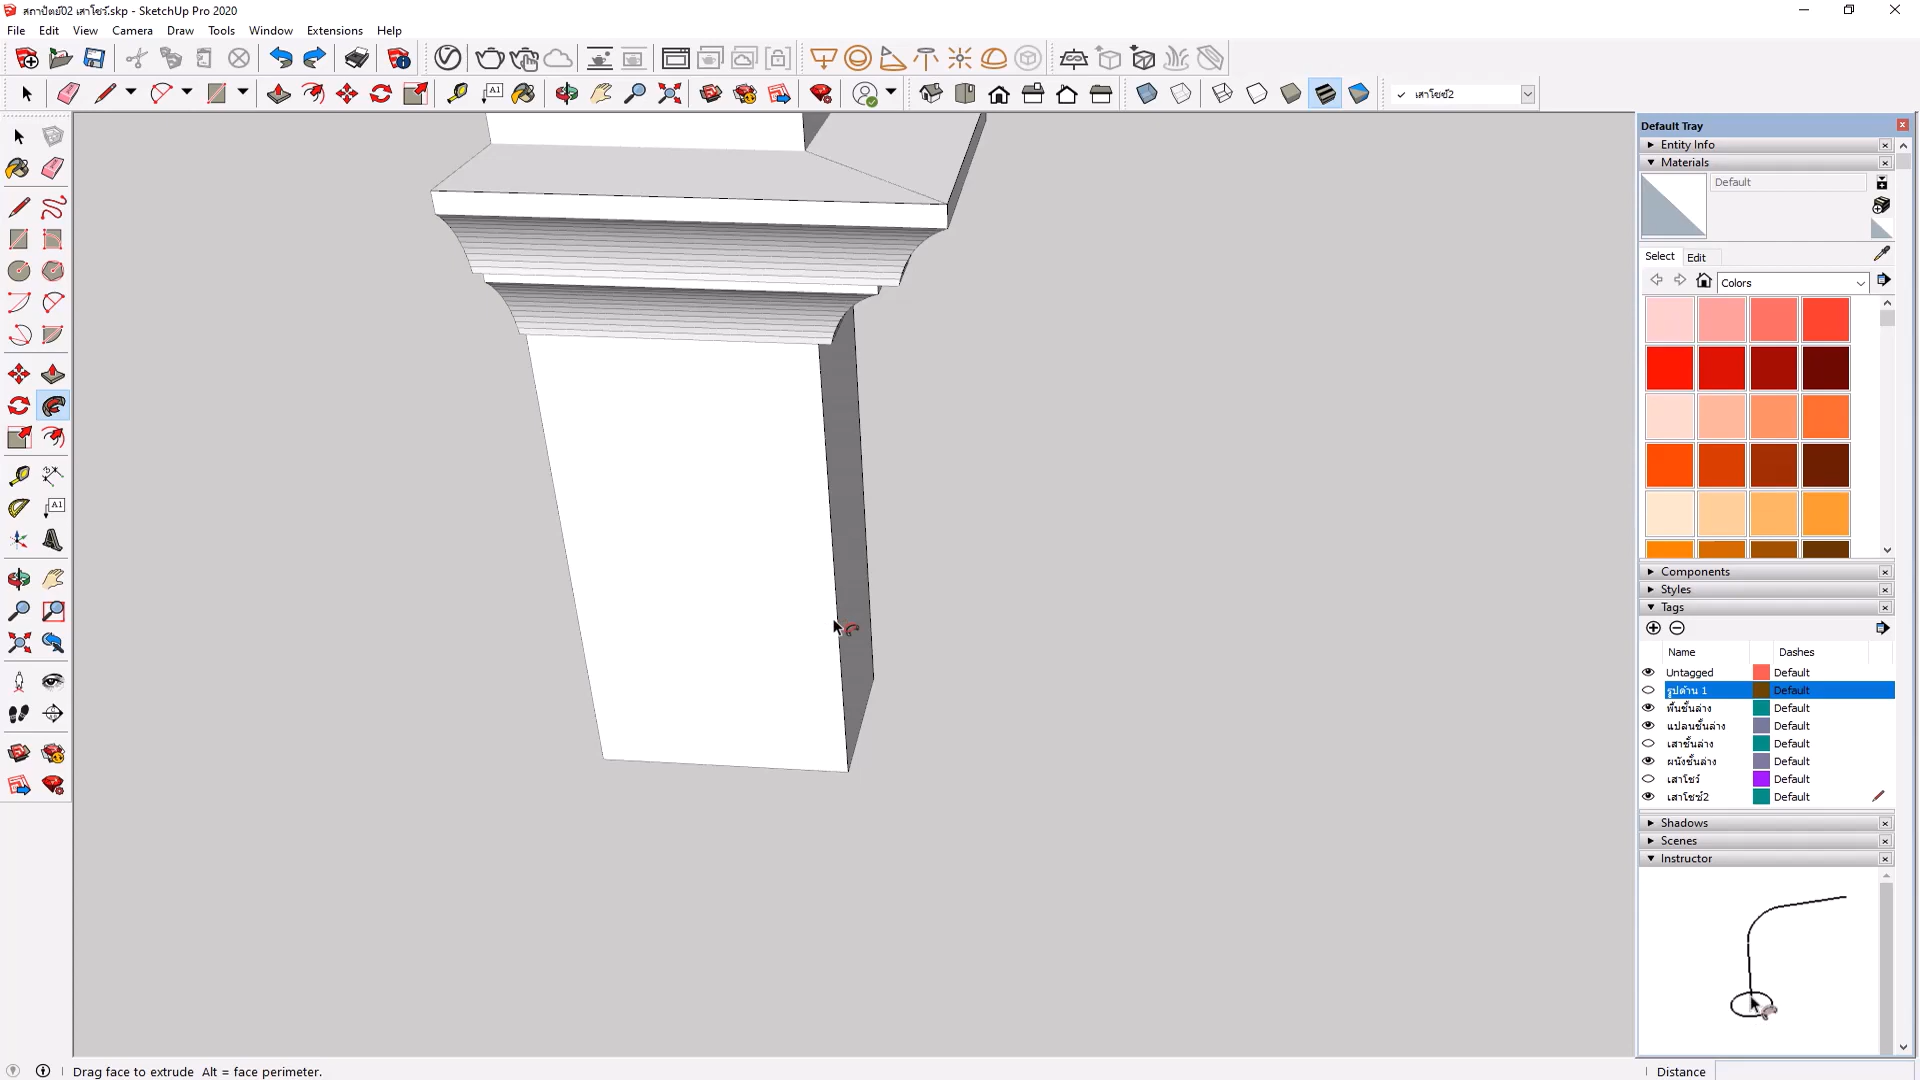 สถาปัตย์02 เสาโชว์.skp - SketchUp Pro 2020
File Edit View Camera Draw Tools Window Extensions Help
A1
✓ เสาโชช์2
Default Tray
Entity Info
Materials
Default
Select Edit
Colors
A1
Components
Styles
Tags
Name Dashes
Untagged Default
รูปด้าน 1 Default
พื้นชั้นล่าง Default
แปลนชั้นล่าง Default
เสาชั้นล่าง Default
ผนังชั้นล่าง Default
เสาโชว์ Default
เสาโชช์2 Default
Shadows
Scenes
Instructor
Drag face to extrude Alt = face perimeter.
Distance